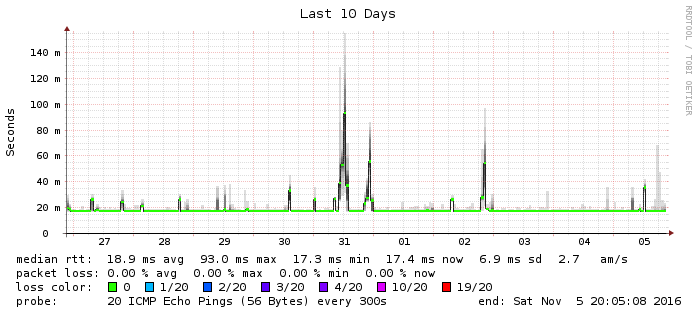 Last 10 Days
RRDTOOL / TOBI OETIKER
Seconds
140 m
120 m
100 m
80 m
60 m
40 m
20 m
0
27 28 29 30 31 01 02 03 04 05
median rtt: 18.9 ms avg 93.0 ms max 17.3 ms min 17.4 ms now 6.9 ms sd 2.7 am/s
packet loss: 0.00 % avg 0.00 % max 0.00 % min 0.00 % now
loss color: 0 1/20 2/20 3/20 4/20 10/20 19/20
probe: 20 ICMP Echo Pings (56 Bytes) every 300s end: Sat Nov 5 20:05:08 2016